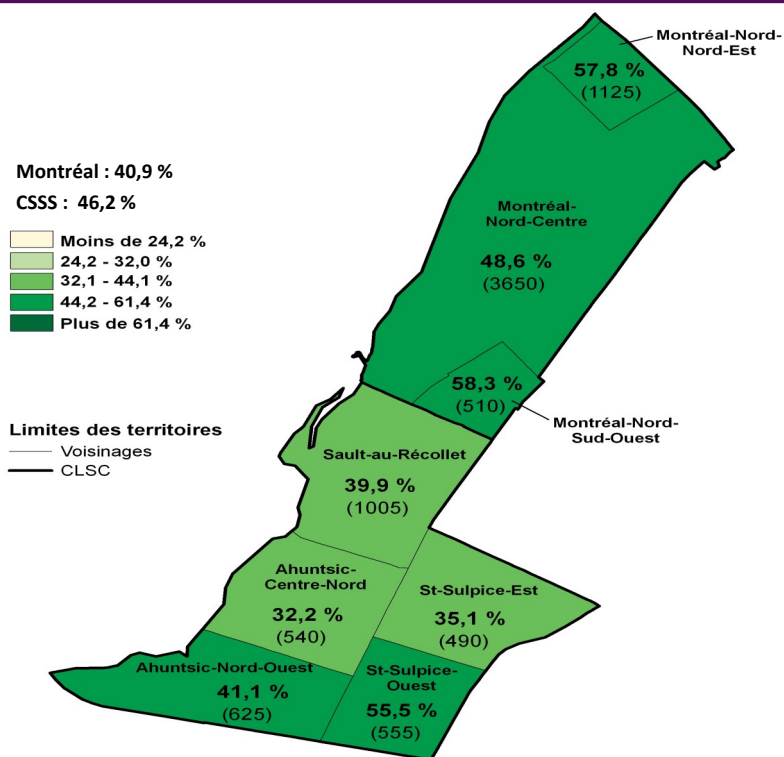 Montréal : 40,9 %
CSSS : 46,2 %
Moins de 24,2 %
24,2 - 32,0 %
32,1 - 44,1 %
44,2 - 61,4 %
Plus de 61,4 %
Limites des territoires
Voisinages
CLSC
Montréal-Nord-
Nord-Est
57,8 %
(1125)
Montréal-
Nord-Centre
48,6 %
(3650)
58,3 %
(510)
Montréal-Nord-
Sud-Ouest
Sault-au-Récollet
39,9 %
(1005)
Ahuntsic-
Centre-Nord
32,2 %
(540)
St-Sulpice-Est
35,1 %
(490)
Ahuntsic-Nord-Ouest
41,1 %
(625)
St-Sulpice-
Ouest
55,5 %
(555)